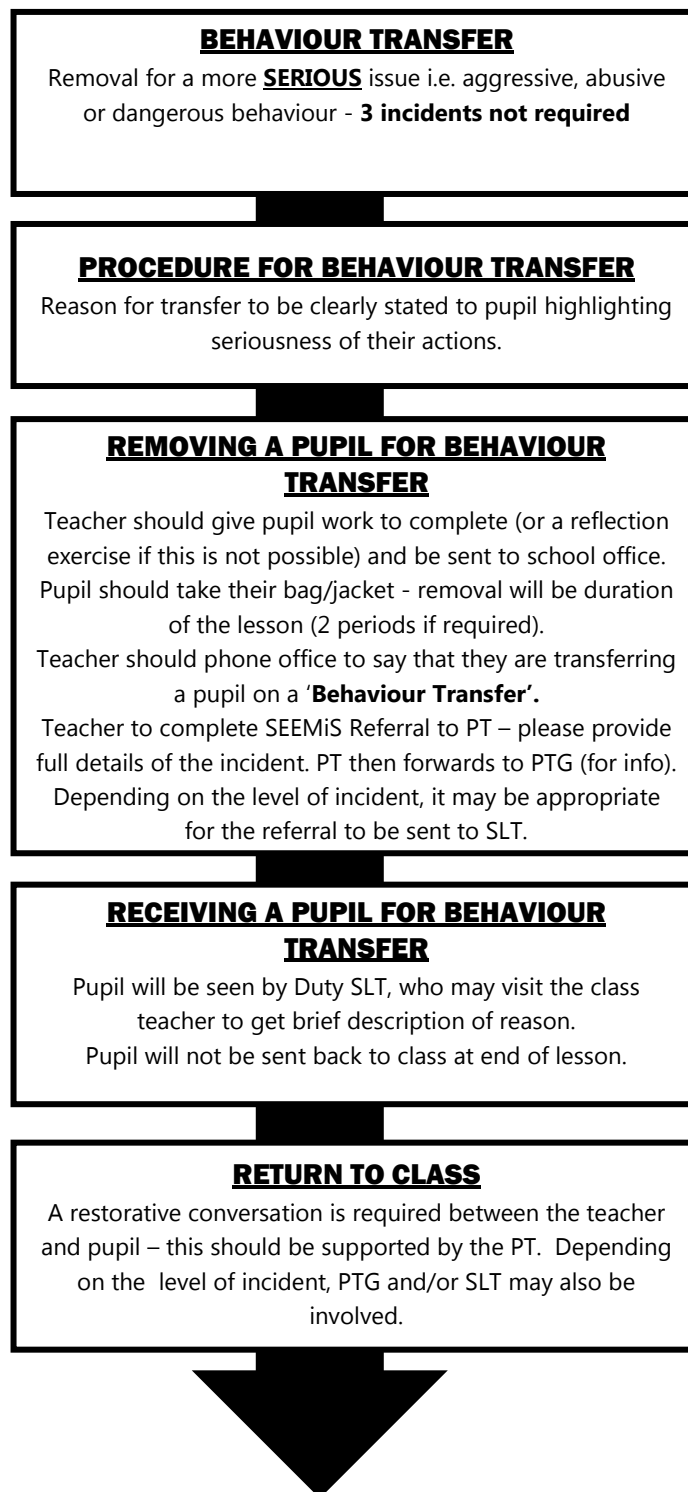 BEHAVIOUR TRANSFER
Removal for a more SERIOUS issue i.e. aggressive, abusive
or dangerous behaviour - 3 incidents not required
PROCEDURE FOR BEHAVIOUR TRANSFER
Reason for transfer to be clearly stated to pupil highlighting
seriousness of their actions.
REMOVING A PUPIL FOR BEHAVIOUR
TRANSFER
Teacher should give pupil work to complete (or a reflection
exercise if this is not possible) and be sent to school office.
Pupil should take their bag/jacket - removal will be duration
of the lesson (2 periods if required).
Teacher should phone office to say that they are transferring
a pupil on a ‘Behaviour Transfer’.
Teacher to complete SEEMiS Referral to PT – please provide
full details of the incident. PT then forwards to PTG (for info).
Depending on the level of incident, it may be appropriate
for the referral to be sent to SLT.
RECEIVING A PUPIL FOR BEHAVIOUR
TRANSFER
Pupil will be seen by Duty SLT, who may visit the class
teacher to get brief description of reason.
Pupil will not be sent back to class at end of lesson.
RETURN TO CLASS
A restorative conversation is required between the teacher
and pupil – this should be supported by the PT. Depending
on the level of incident, PTG and/or SLT may also be
involved.